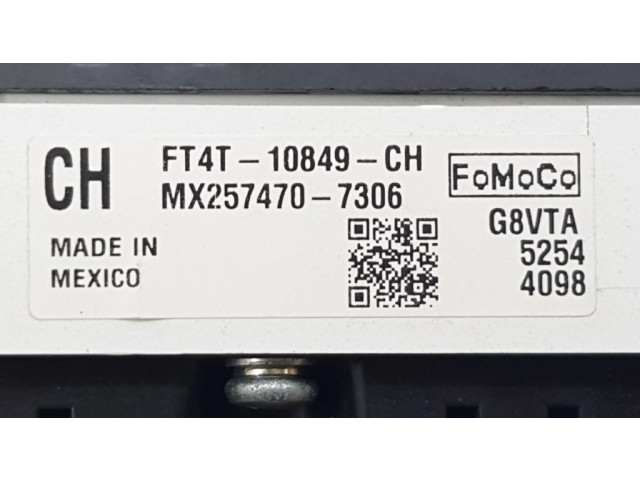 CH
FT4T-10849-CH
MX257470-7306
FoMoCo
G8VTA
5254
4098
MADE IN
MEXICO